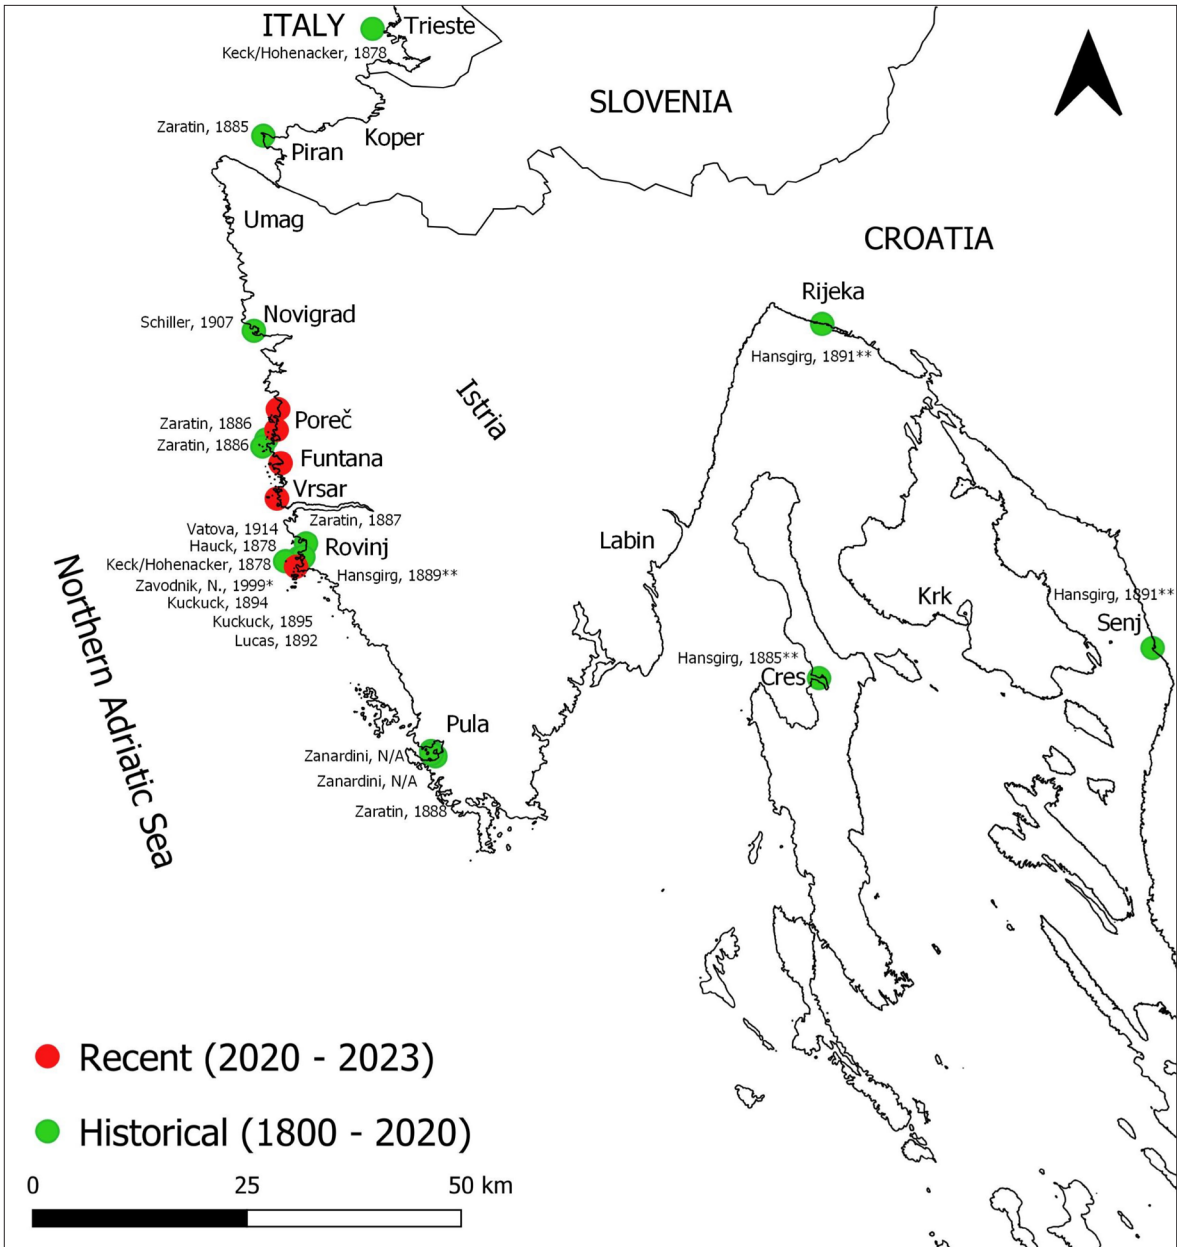 ITALY
Trieste
Keck/Hohenacker, 1878
SLOVENIA
Zaratin, 1885
Koper
Piran
Umag
CROATIA
Rijeka
Novigrad
Schiller, 1907
Hansgirg, 1891**
Istria
Zaratin, 1886
Poreč
Zaratin, 1886
Funtana
Vrsar
Zaratin, 1887
Vatova, 1914
Hauck, 1878
Rovinj
Labin
Keck/Hohenacker, 1878
Hansgirg, 1889**
Zavodnik, N., 1999*
Kuckuck, 1894
Kuckuck, 1895
Lucas, 1892
Krk
Hansgirg, 1891**
Senj
Hansgirg, 1885**
Cres
Northern Adriatic Sea
Pula
Zanardini, N/A
Zanardini, N/A
Zaratin, 1888
Recent (2020 - 2023)
Historical (1800 - 2020)
0 25 50 km